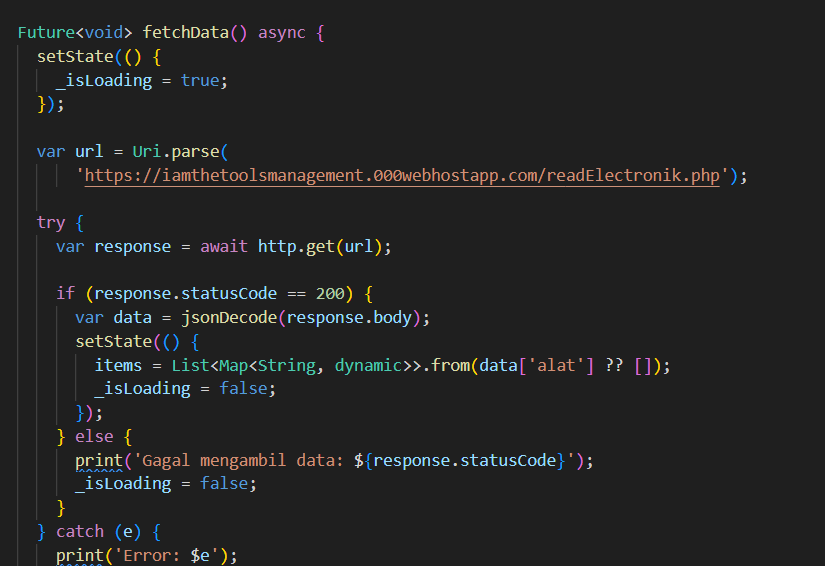 Future<void> fetchData() async {
setState(() {
_isLoading = true;
});
var url = Uri.parse(
'https://iamthetoolsmanagement.000webhostapp.com/readElectronik.php');
try {
var response = await http.get(url);
if (response.statusCode == 200) {
var data = jsonDecode(response.body);
setState(() {
items = List<Map<String, dynamic>>.from(data['alat'] ?? []);
_isLoading = false;
});
} else {
print('Gagal mengambil data: ${response.statusCode}');
_isLoading = false;
}
} catch (e) {
print('Error: $e');